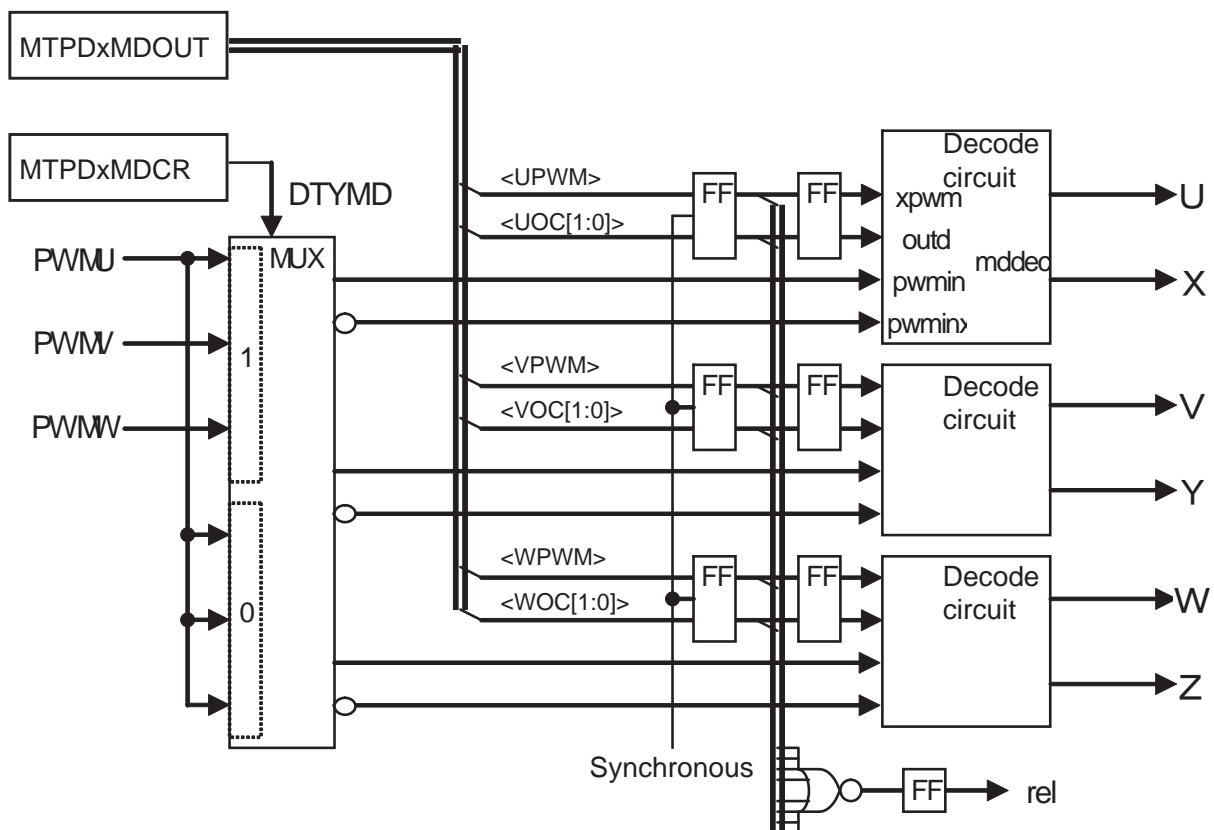 MTPDxMDOUT
MTPDxMDCR
DTYMD
PWMU
PWMV
PWMW
MUX
1
0
<UPWM>
<UOC[1:0]>
FF
FF
Decode
circuit
xpwm
outd
pwmin
pwminx
mddec
U
X
<VPWM>
<VOC[1:0]>
FF
FF
Decode
circuit
V
Y
<WPWM>
<WOC[1:0]>
FF
FF
Decode
circuit
W
Z
Synchronous
FF
rel